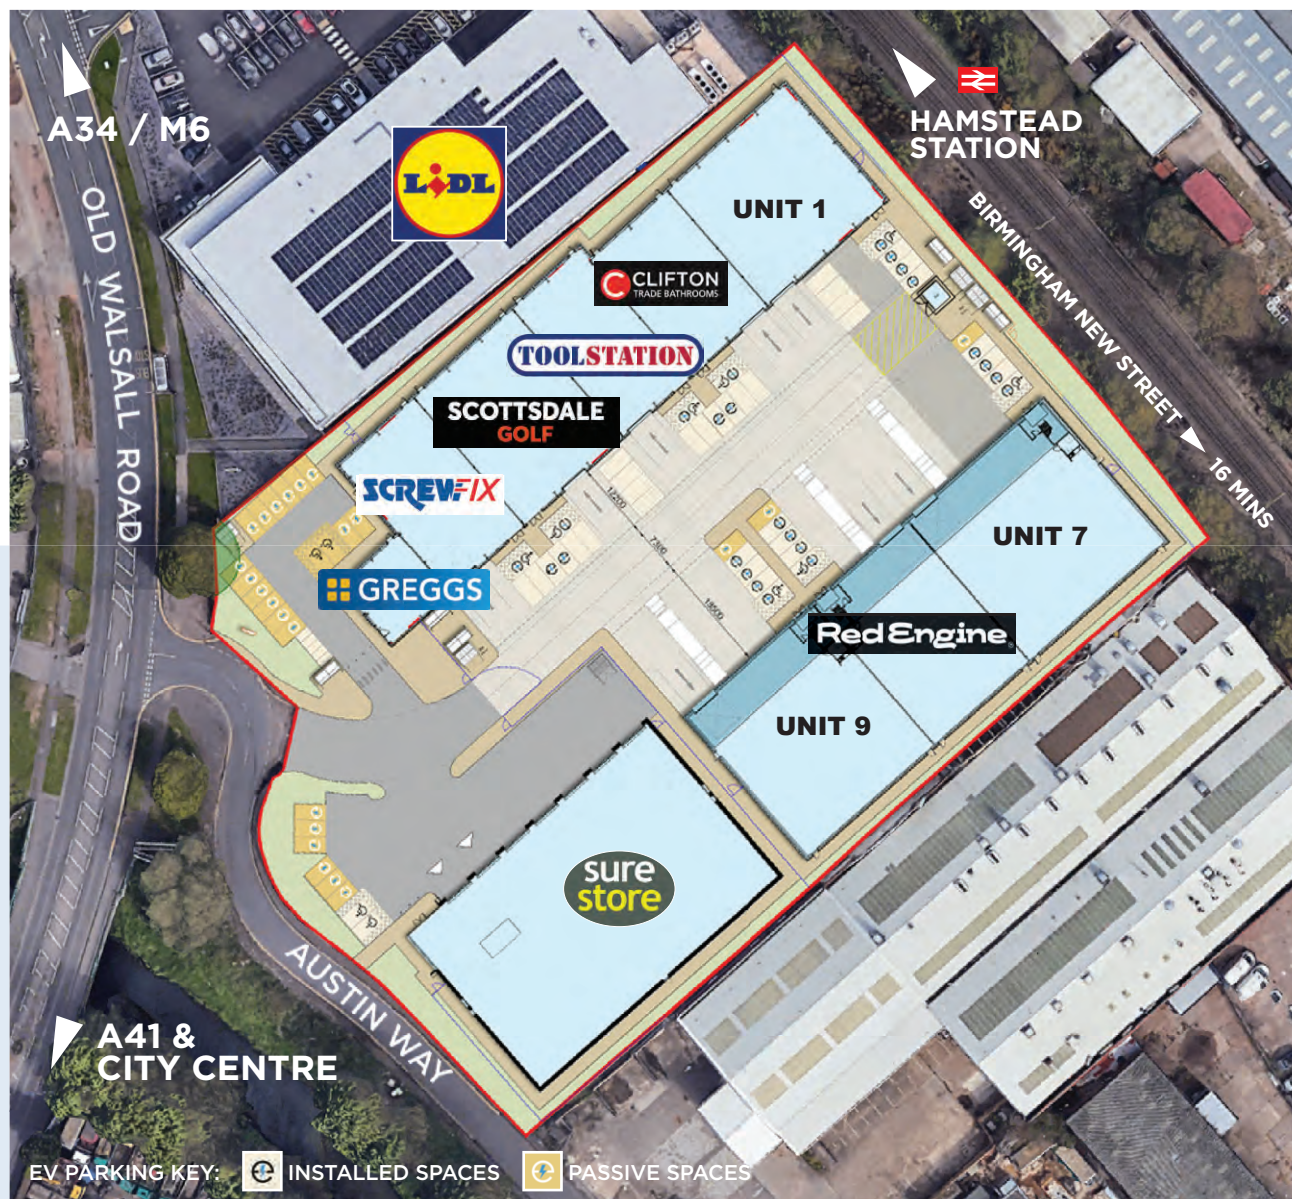 A34 / M6
HAMSTEAD
STATION
LIDL
OLD WALSALL ROAD
UNIT 1
BIRMINGHAM NEW STREET
16 MINS
CLIFTON
TRADE BATHROOMS
TOOLSTATION
SCOTTSDALE
GOLF
SCREWFIX
GREGGS
UNIT 7
Red Engine
UNIT 9
sure
store
AUSTIN WAY
A41 &
CITY CENTRE
EV PARKING KEY:
INSTALLED SPACES
PASSIVE SPACES